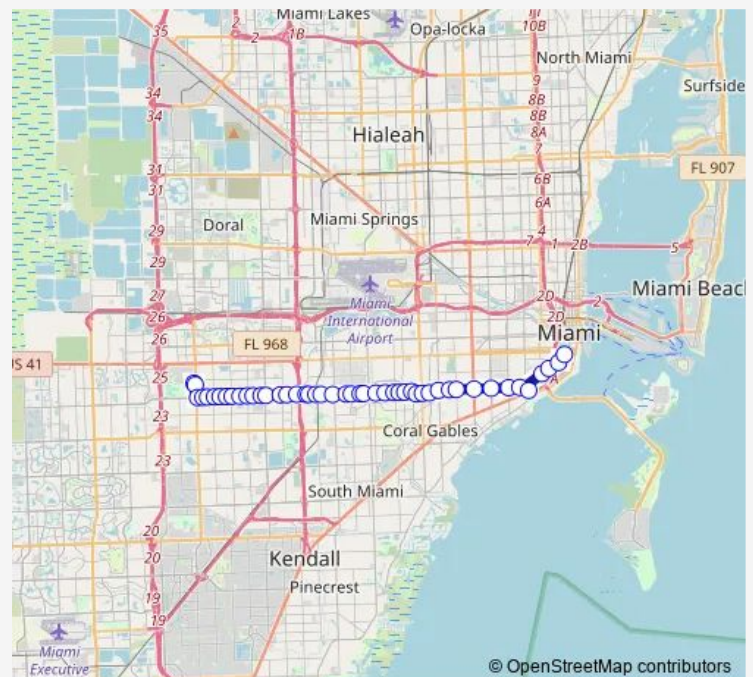 Miami Lakes
Opa-locka
35
2
2
1B
10B
North Miami
9
Surfside
34
34
8B
8B
8A
Hialeah
7
FL 907
31
31
6B
6A
Doral
Miami Springs
29
29
4
7
1
2B
5
27
26
26
2D
2
Miami Beac
Miami
International
Airport
2D
Miami
FL 968
US 41
25
23
A
Coral Gables
23
South Miami
20
20
Kendall
Pinecrest
19
19
Miami
Executive
© OpenStreetMap contributors